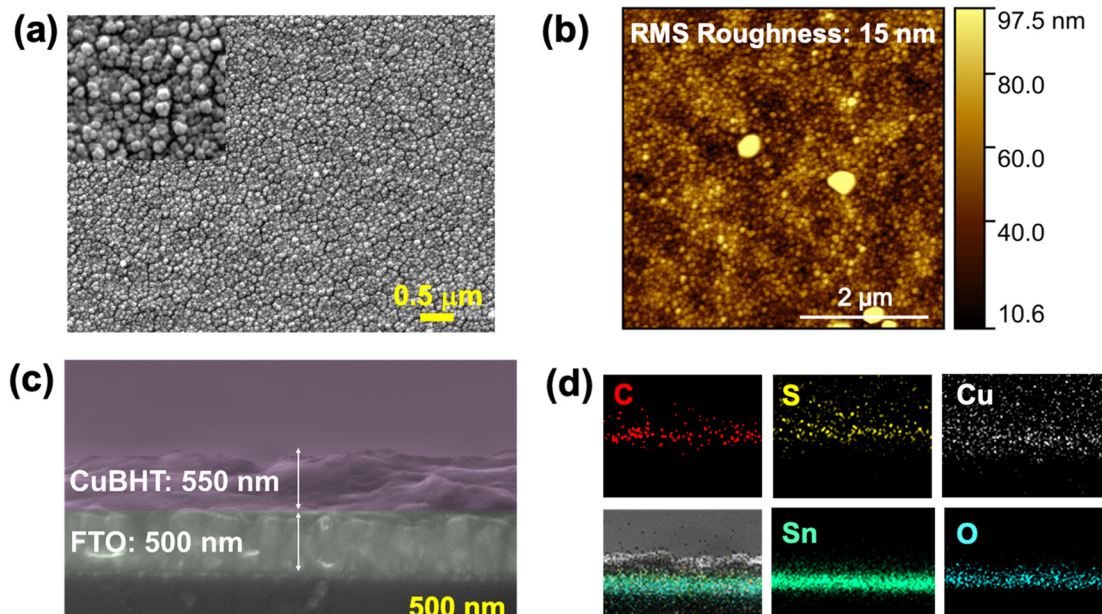 (a)
0.5 μm
(b)
RMS Roughness: 15 nm
2 μm
97.5 nm
80.0
60.0
40.0
10.6
(c)
CuBHT: 550 nm
FTO: 500 nm
500 nm
(d)
C
S
Cu
Sn
O